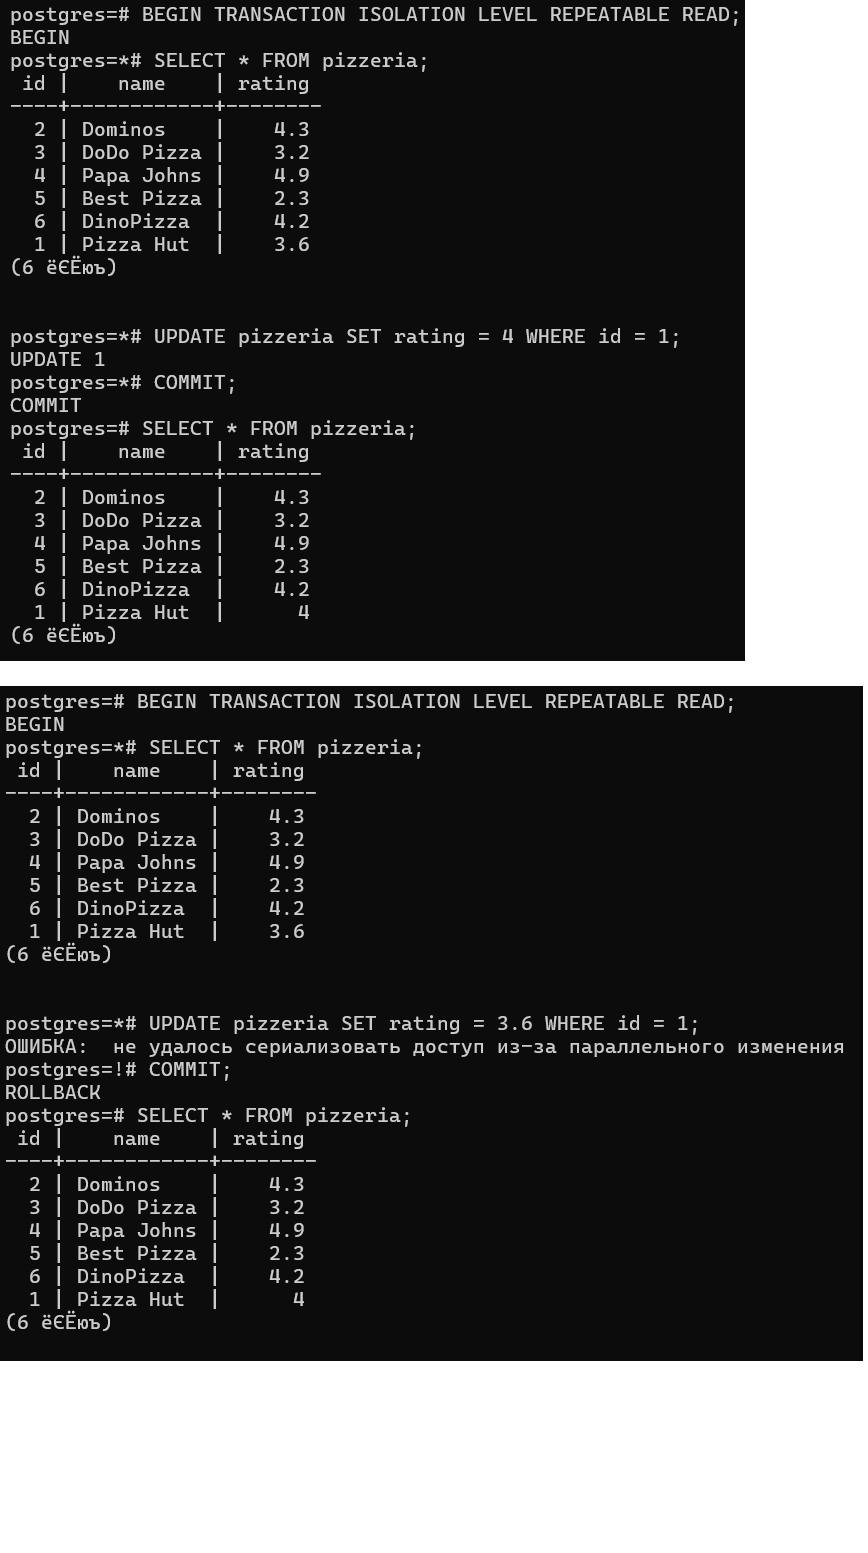 postgres=# BEGIN TRANSACTION ISOLATION LEVEL REPEATABLE READ;
BEGIN
postgres=*# SELECT * FROM pizzeria;
 id |    name    | rating
----+------------+--------
  2 | Dominos    |    4.3
  3 | DoDo Pizza |    3.2
  4 | Papa Johns |    4.9
  5 | Best Pizza |    2.3
  6 | DinoPizza  |    4.2
  1 | Pizza Hut  |    3.6
(6 ёЄЁюъ)
postgres=*# UPDATE pizzeria SET rating = 4 WHERE id = 1;
UPDATE 1
postgres=*# COMMIT;
COMMIT
postgres=# SELECT * FROM pizzeria;
 id |    name    | rating
----+------------+--------
  2 | Dominos    |    4.3
  3 | DoDo Pizza |    3.2
  4 | Papa Johns |    4.9
  5 | Best Pizza |    2.3
  6 | DinoPizza  |    4.2
  1 | Pizza Hut  |      4
(6 ёЄЁюъ)
postgres=# BEGIN TRANSACTION ISOLATION LEVEL REPEATABLE READ;
BEGIN
postgres=*# SELECT * FROM pizzeria;
 id |    name    | rating
----+------------+--------
  2 | Dominos    |    4.3
  3 | DoDo Pizza |    3.2
  4 | Papa Johns |    4.9
  5 | Best Pizza |    2.3
  6 | DinoPizza  |    4.2
  1 | Pizza Hut  |    3.6
(6 ёЄЁюъ)
postgres=*# UPDATE pizzeria SET rating = 3.6 WHERE id = 1;
ОШИБКА:  не удалось сериализовать доступ из-за параллельного изменения
postgres=!# COMMIT;
ROLLBACK
postgres=# SELECT * FROM pizzeria;
 id |    name    | rating
----+------------+--------
  2 | Dominos    |    4.3
  3 | DoDo Pizza |    3.2
  4 | Papa Johns |    4.9
  5 | Best Pizza |    2.3
  6 | DinoPizza  |    4.2
  1 | Pizza Hut  |      4
(6 ёЄЁюъ)